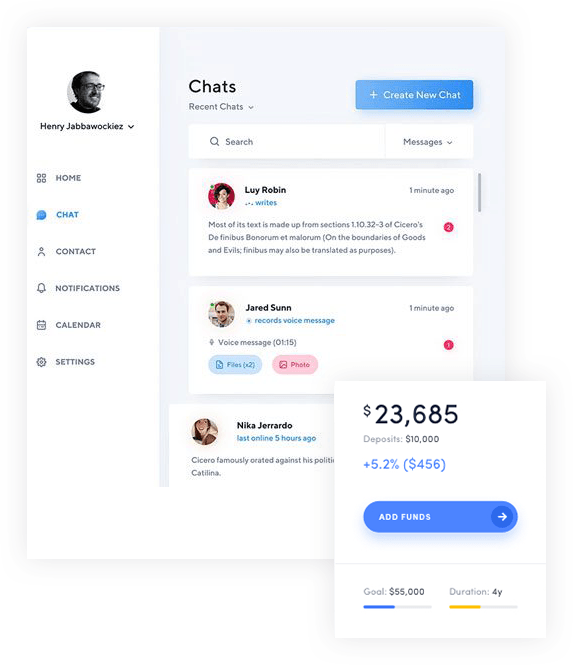 Henry Jabbawockiez
HOME
CHAT
CONTACT
NOTIFICATIONS
CALENDAR
SETTINGS
Chats
Recent Chats
+ Create New Chat
Search
Messages
Luy Robin
1 minute ago
writes
Most of its text is made up from sections 1.10.32–3 of Cicero's
De finibus Bonorum et malorum (On the boundaries of Goods
and Evils; finibus may also be translated as purposes).
2
Jared Sunn
1 minute ago
records voice message
Voice message (01:15)
1
Files (x2)
Photo
Nika Jerrardo
last online 5 hours ago
Cicero famously orated against his politi
Catilina.
$23,685
Deposits: $10,000
+5.2% ($456)
ADD FUNDS
Goal: $55,000
Duration: 4y